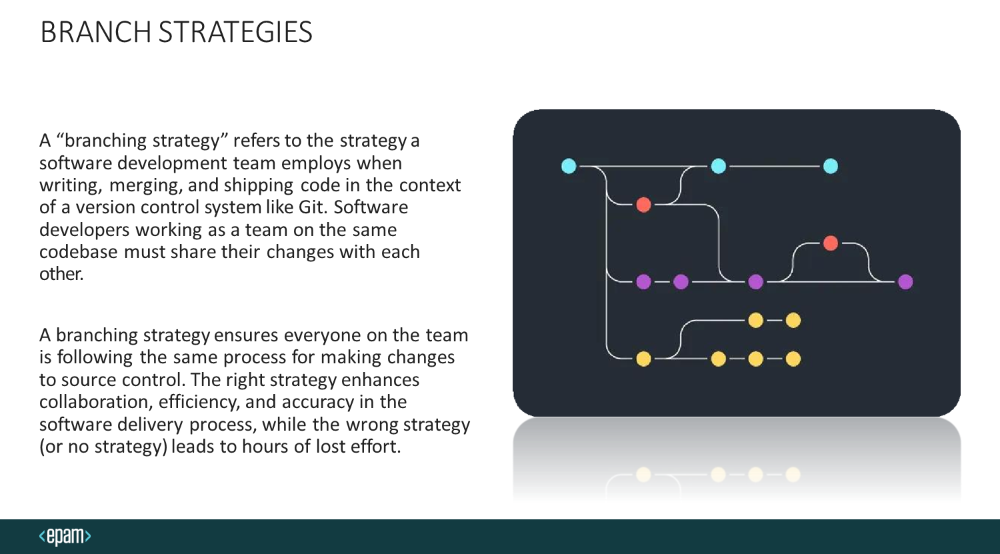 BRANCH STRATEGIES
A “branching strategy” refers to the strategy a
software development team employs when
writing, merging, and shipping code in the context
of a version control system like Git. Software
developers working as a team on the same
codebase must share their changes with each
other.
A branching strategy ensures everyone on the team
is following the same process for making changes
to source control. The right strategy enhances
collaboration, efficiency, and accuracy in the
software delivery process, while the wrong strategy
(or no strategy) leads to hours of lost effort.
<epam>